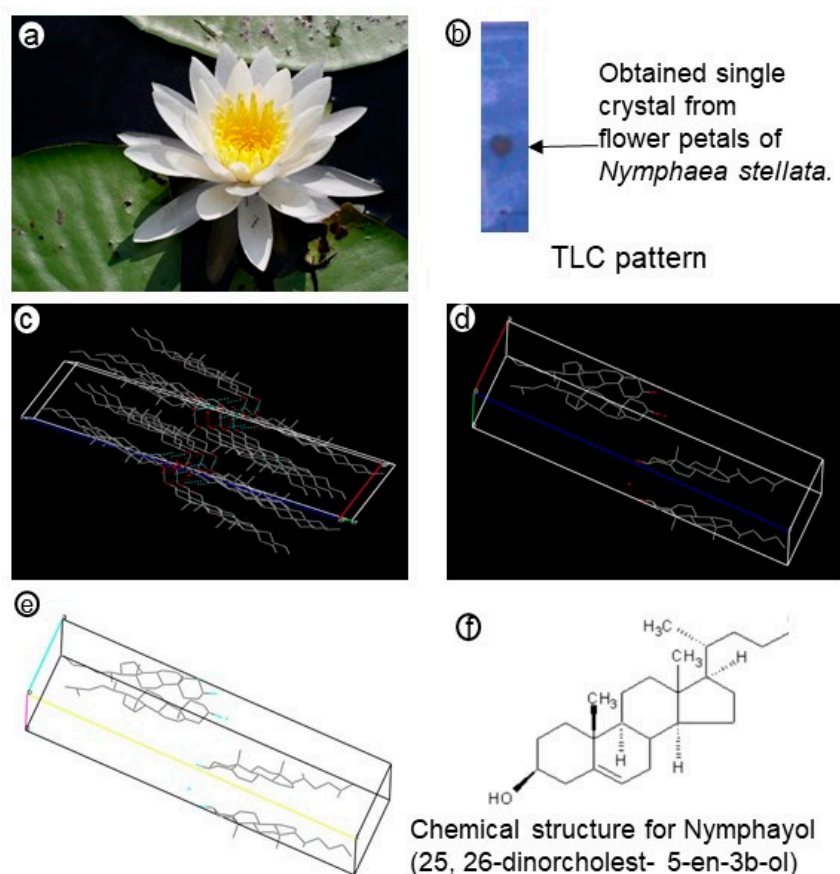 a
b
Obtained single
crystal from
flower petals of
Nymphaea stellata.
TLC pattern
c
d
e
f
H₃C
H
CH₃
CH₃
H
H
HO
Chemical structure for Nymphayol
(25, 26-dinorcholest- 5-en-3b-ol)